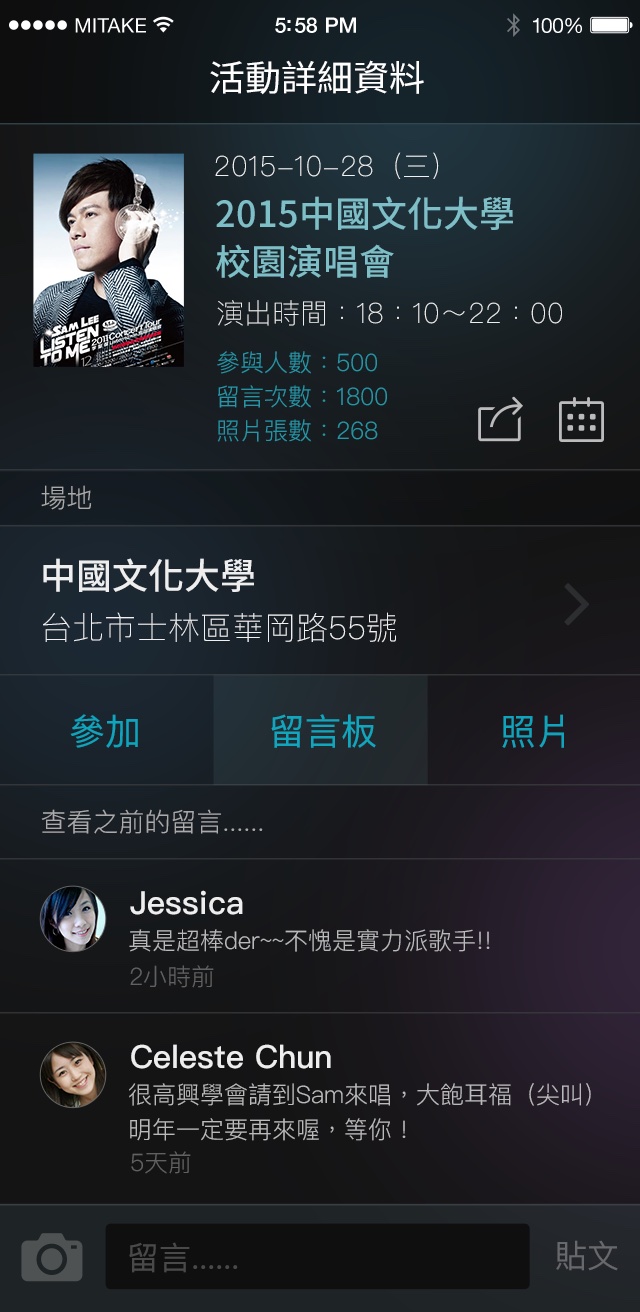 MITAKE
5:58 PM
100%
活動詳細資料
2015-10-28（三）
2015中國文化大學
校園演唱會
演出時間：18：10～22：00
參與人數：500
留言次數：1800
照片張數：268
SAM LEE
LISTEN
TO ME
2011 Concert Tour
場地
中國文化大學
台北市士林區華岡路55號
參加
留言板
照片
查看之前的留言......
Jessica
真是超棒der~~不愧是實力派歌手!!
2小時前
Celeste Chun
很高興學會請到Sam來唱，大飽耳福（尖叫）
明年一定要再來喔，等你！
5天前
留言......
貼文